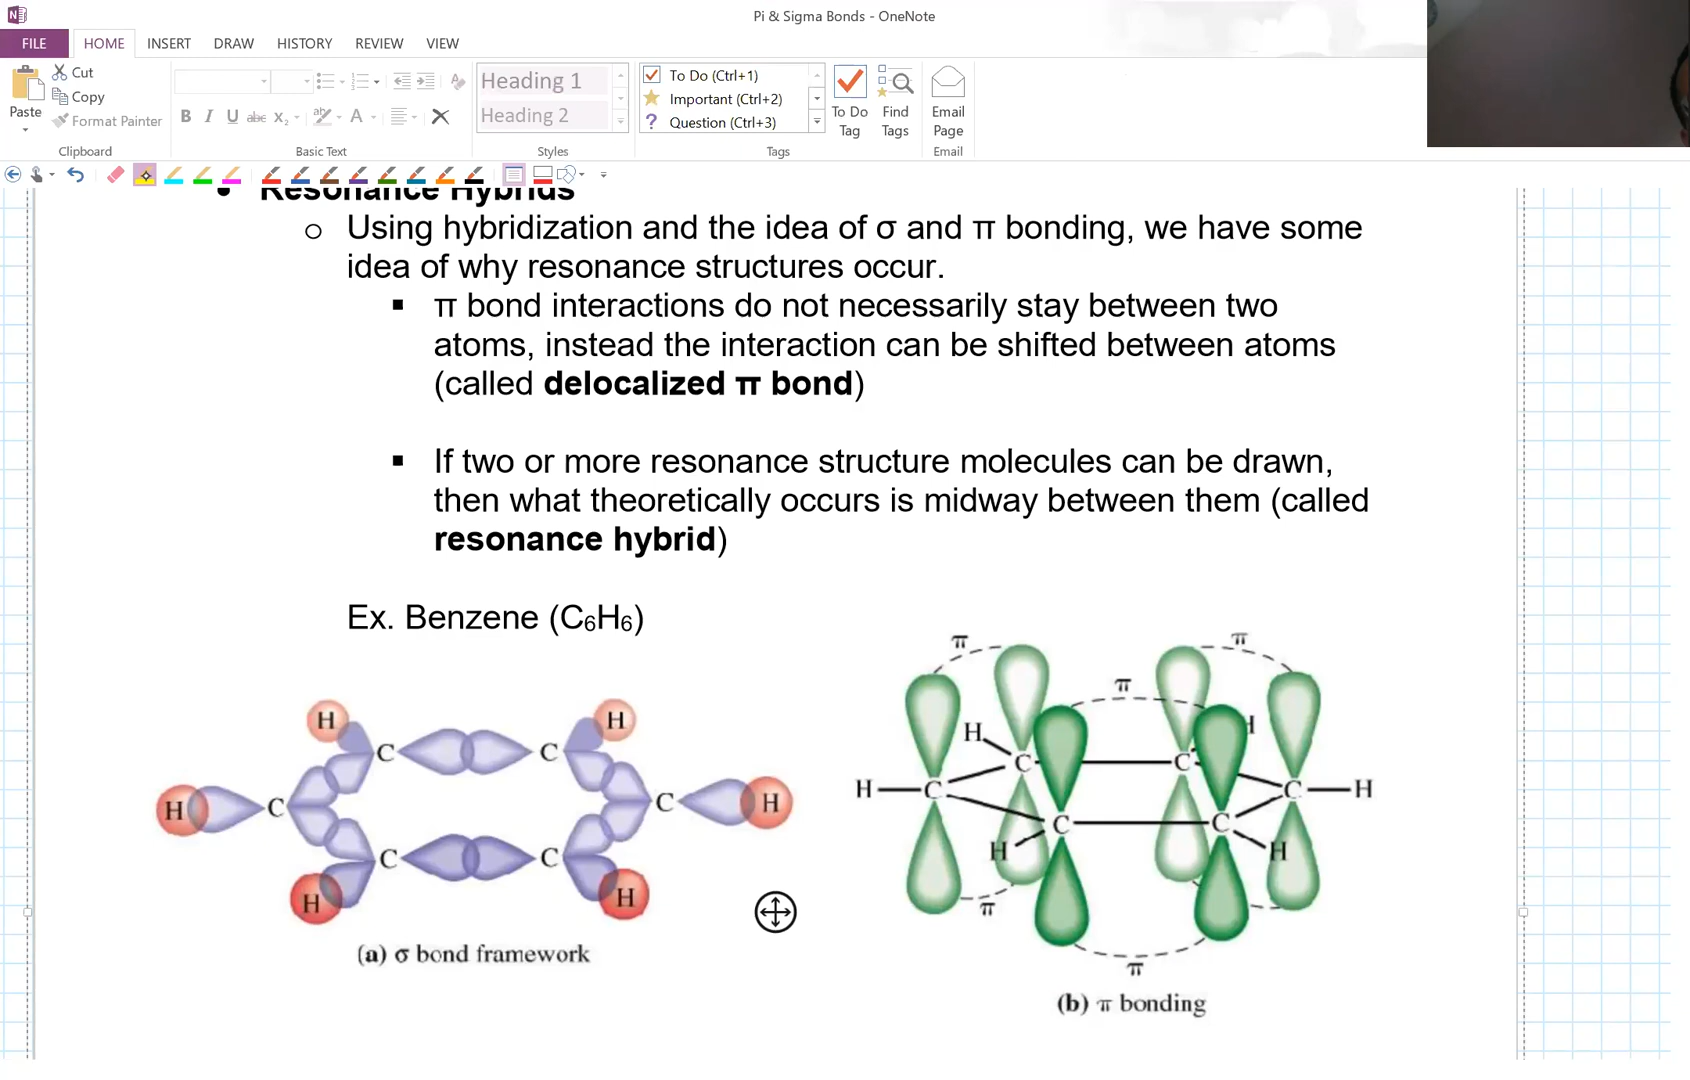 Pi & Sigma Bonds - OneNote
FILE HOME INSERT DRAW HISTORY REVIEW VIEW
Paste
Cut
Copy
Format Painter
Clipboard
B I U abc X₂ A
Basic Text
Heading 1
Heading 2
Styles
To Do (Ctrl+1)
Important (Ctrl+2)
? Question (Ctrl+3)
Tags
To Do
Tag
Find
Tags
Email
Page
Email
• Resonance Hybrids
o Using hybridization and the idea of σ and π bonding, we have some
idea of why resonance structures occur.
▪ π bond interactions do not necessarily stay between two
atoms, instead the interaction can be shifted between atoms
(called delocalized π bond)
▪ If two or more resonance structure molecules can be drawn,
then what theoretically occurs is midway between them (called
resonance hybrid)
Ex. Benzene (C₆H₆)
H H
C C
H C C H
C C
H H
(a) σ bond framework
π π
π
H H
C C
H C C H
C C
H H
π
π
(b) π bonding